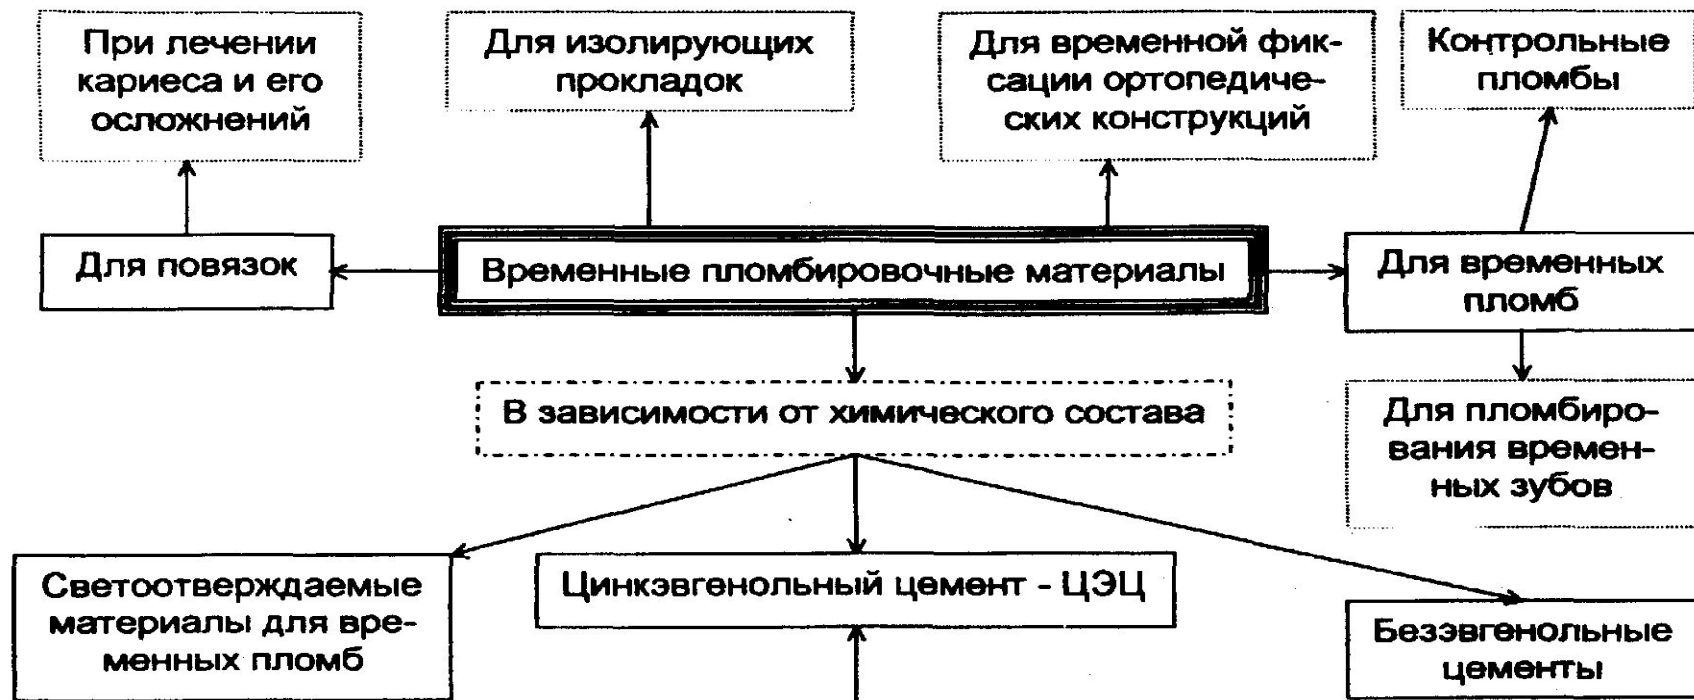 При лечении
кариеса и его
осложнений
Для изолирующих
прокладок
Для временной фик-
сации ортопедиче-
ских конструкций
Контрольные
пломбы
Для повязок
Временные пломбировочные материалы
Для временных
пломб
В зависимости от химического состава
Для пломбиро-
вания времен-
ных зубов
Светоотверждаемые
материалы для вре-
менных пломб
Цинкэвгенольный цемент - ЦЭЦ
Безэвгенольные
цементы